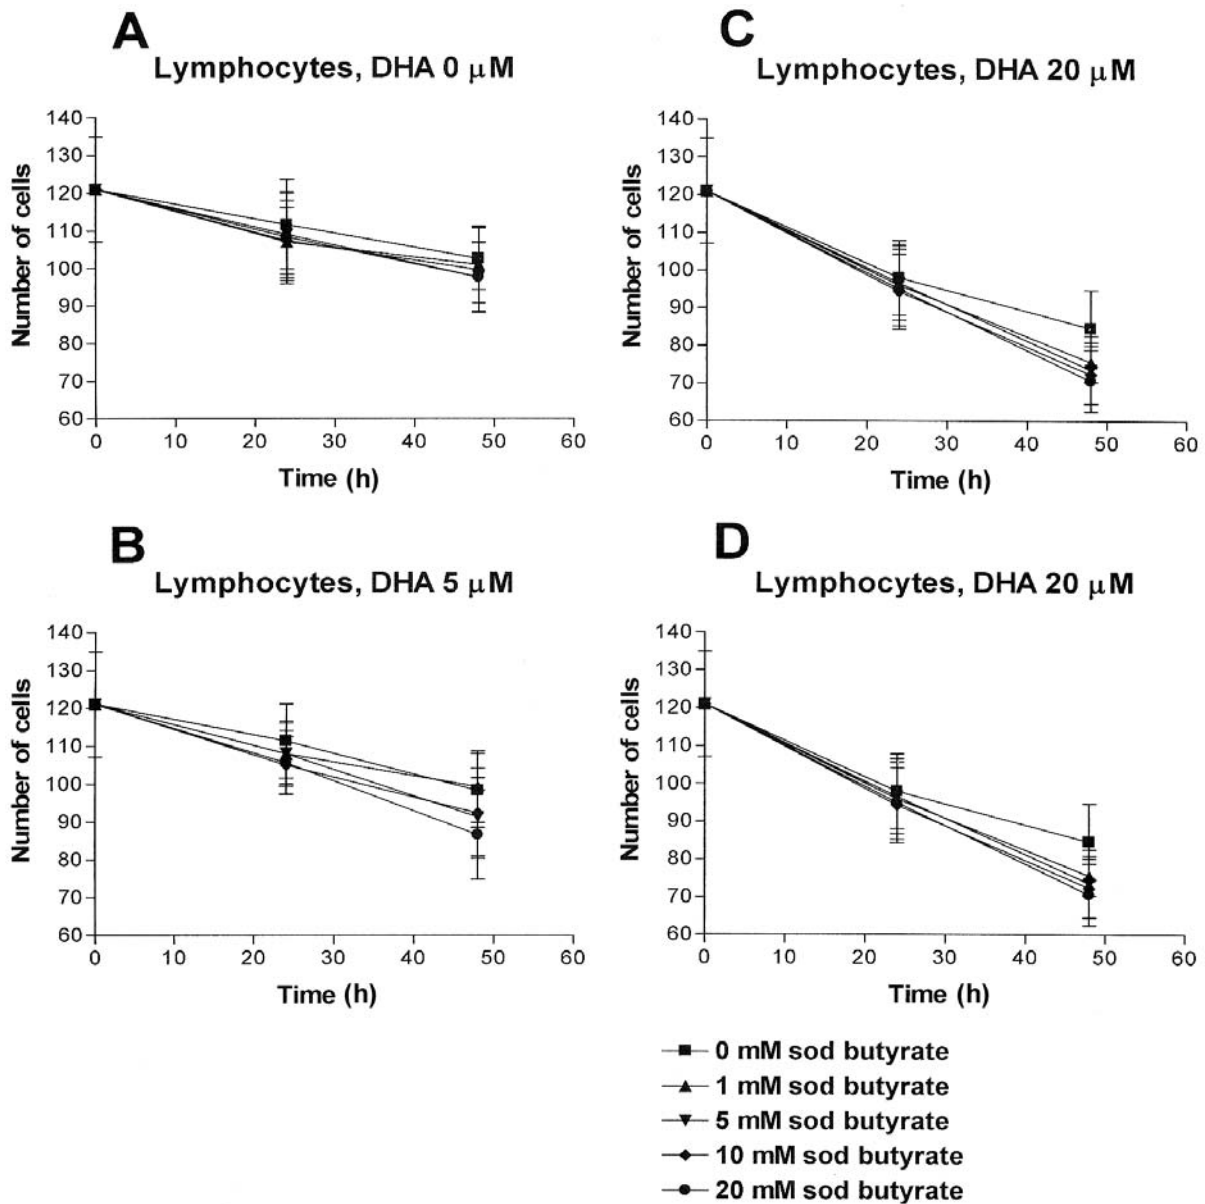 A
Lymphocytes, DHA 0 μM
140
130
120
110
100
90
80
70
60
Number of cells
0 10 20 30 40 50 60
Time (h)
B
Lymphocytes, DHA 5 μM
140
130
120
110
100
90
80
70
60
Number of cells
0 10 20 30 40 50 60
Time (h)
C
Lymphocytes, DHA 20 μM
140
130
120
110
100
90
80
70
60
Number of cells
0 10 20 30 40 50 60
Time (h)
D
Lymphocytes, DHA 20 μM
140
130
120
110
100
90
80
70
60
Number of cells
0 10 20 30 40 50 60
Time (h)
0 mM sod butyrate
1 mM sod butyrate
5 mM sod butyrate
10 mM sod butyrate
20 mM sod butyrate